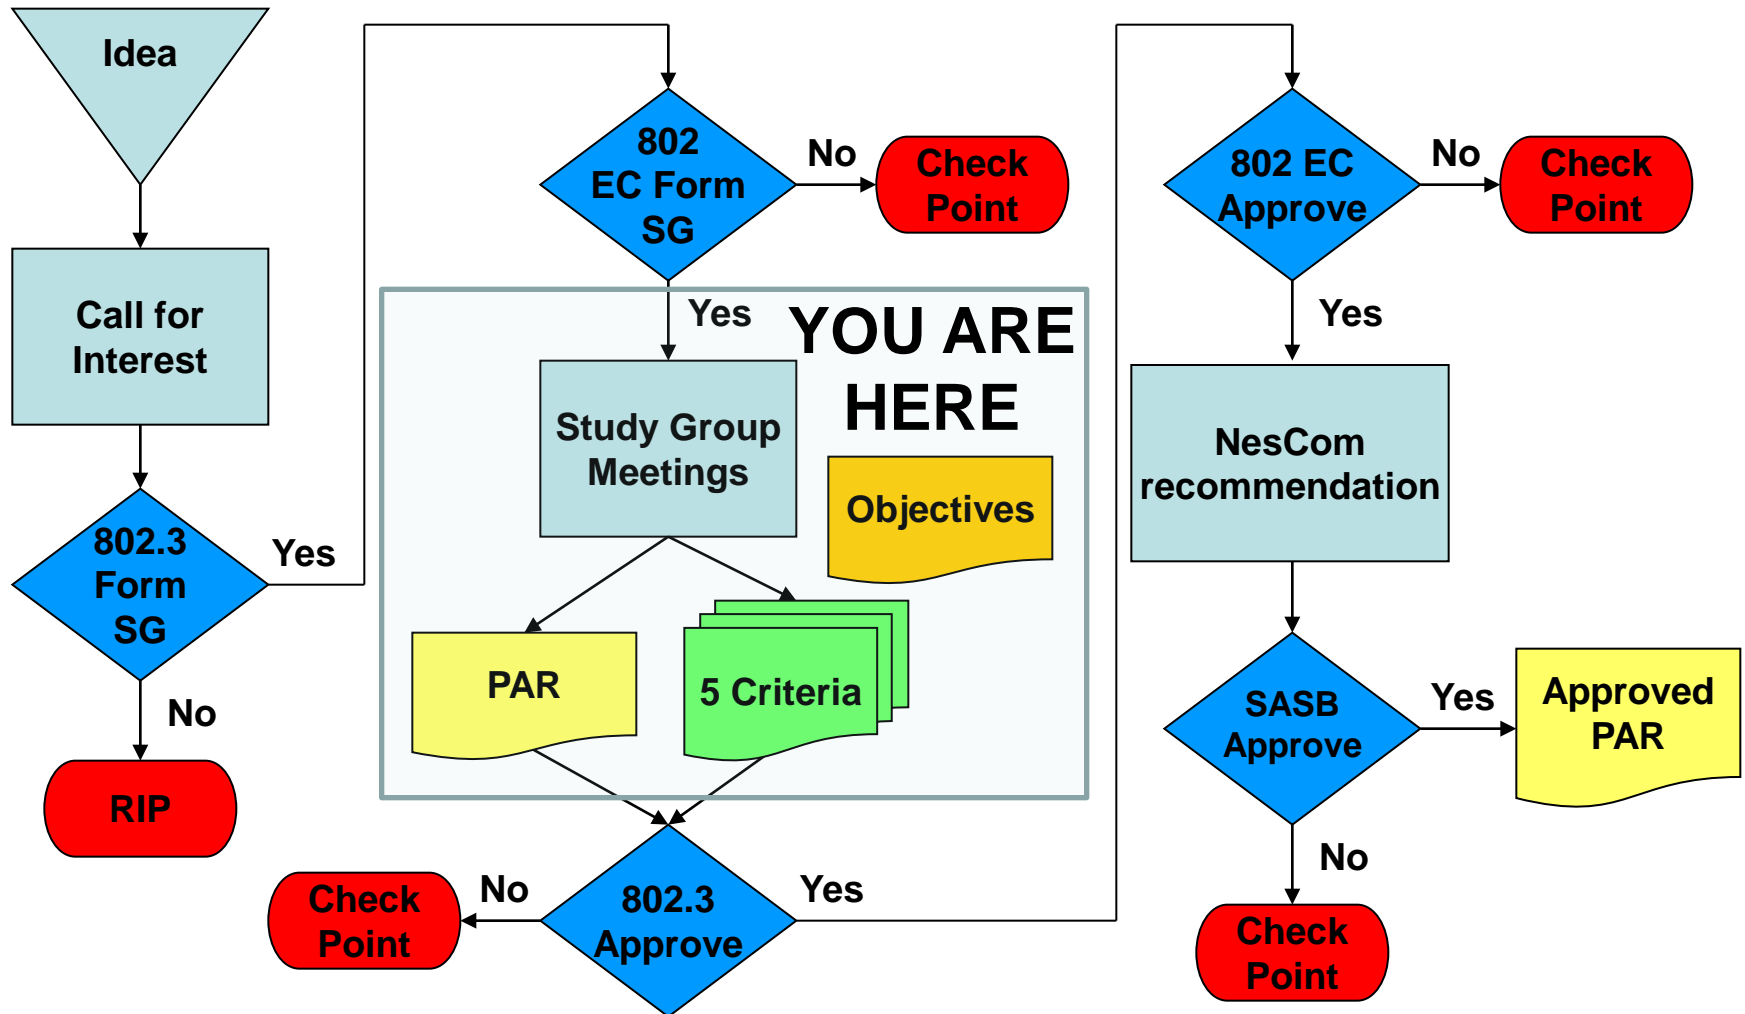 Idea
Call for
Interest
802.3
Form
SG
Yes
No
RIP
802
EC Form
SG
No
Check
Point
Yes
YOU ARE
HERE
Study Group
Meetings
Objectives
PAR
5 Criteria
802.3
Approve
No
Check
Point
Yes
802 EC
Approve
No
Check
Point
Yes
NesCom
recommendation
SASB
Approve
Yes
Approved
PAR
No
Check
Point